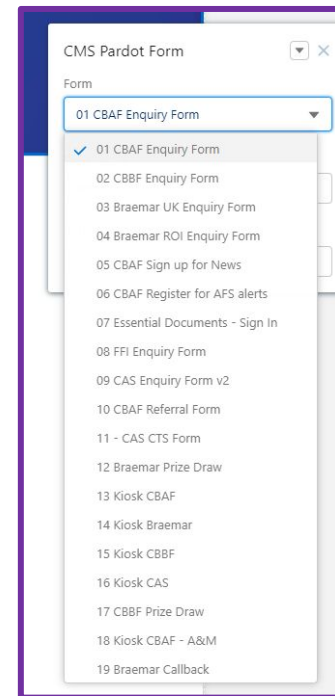 CMS Pardot Form
Form
01 CBAF Enquiry Form
01 CBAF Enquiry Form
02 CBBF Enquiry Form
03 Braemar UK Enquiry Form
04 Braemar ROI Enquiry Form
05 CBAF Sign up for News
06 CBAF Register for AFS alerts
07 Essential Documents - Sign In
08 FFI Enquiry Form
09 CAS Enquiry Form v2
10 CBAF Referral Form
11 - CAS CTS Form
12 Braemar Prize Draw
13 Kiosk CBAF
14 Kiosk Braemar
15 Kiosk CBBF
16 Kiosk CAS
17 CBBF Prize Draw
18 Kiosk CBAF - A&M
19 Braemar Callback